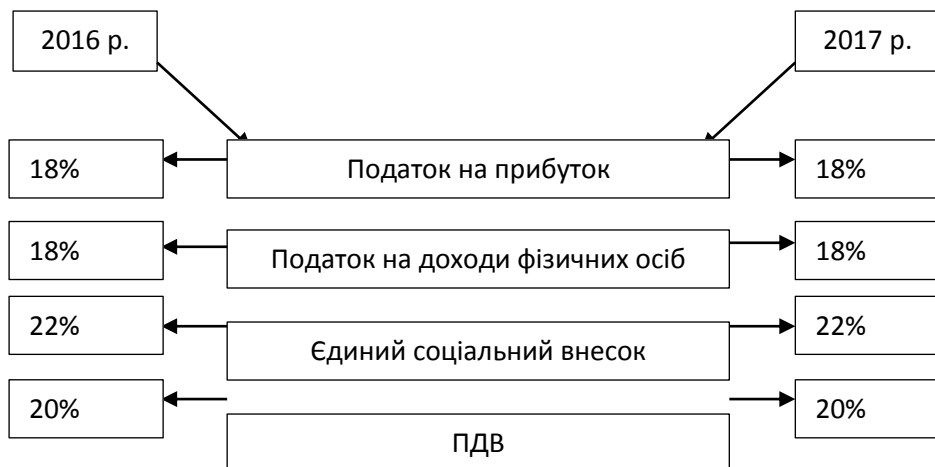 2016 р.
2017 р.
18%
Податок на прибуток
18%
18%
Податок на доходи фізичних осіб
18%
22%
Єдиний соціальний внесок
22%
20%
ПДВ
20%